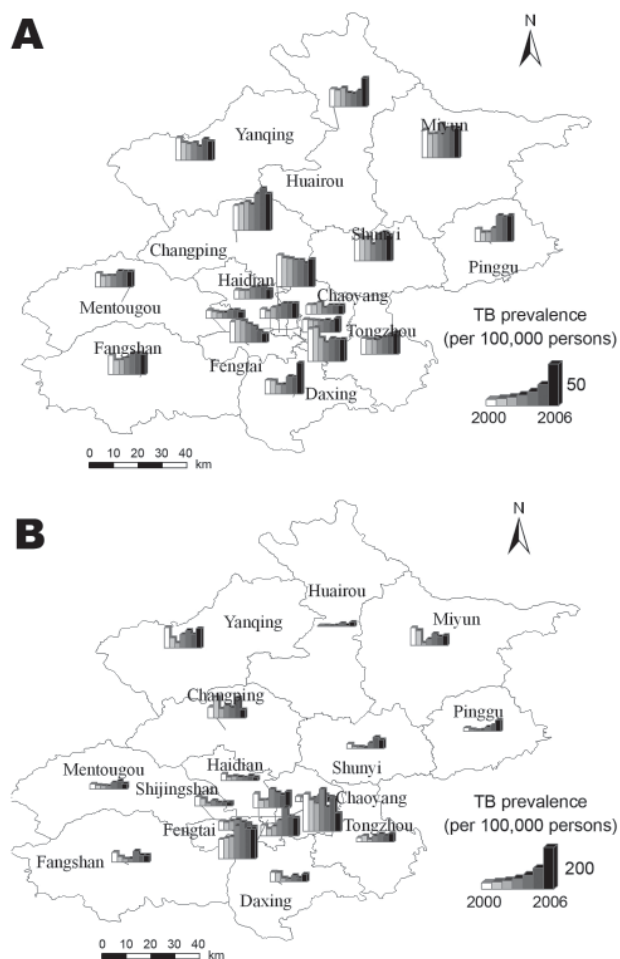 A
N
Yanqing
Miyun
Huairou
Changping
Shunyi
Pinggu
Haidian
Chaoyang
Mentougou
Tongzhou
TB prevalence
(per 100,000 persons)
Fangshan
Fengtai
Daxing
50
2000 2006
0 10 20 30 40
km
B
N
Huairou
Yanqing
Miyun
Changping
Pinggu
Shunyi
Haidian
Mentougou
Shijingshan
Chaoyang
TB prevalence
(per 100,000 persons)
Fengtai
Tongzhou
Fangshan
200
Daxing
2000 2006
0 10 20 30 40
km